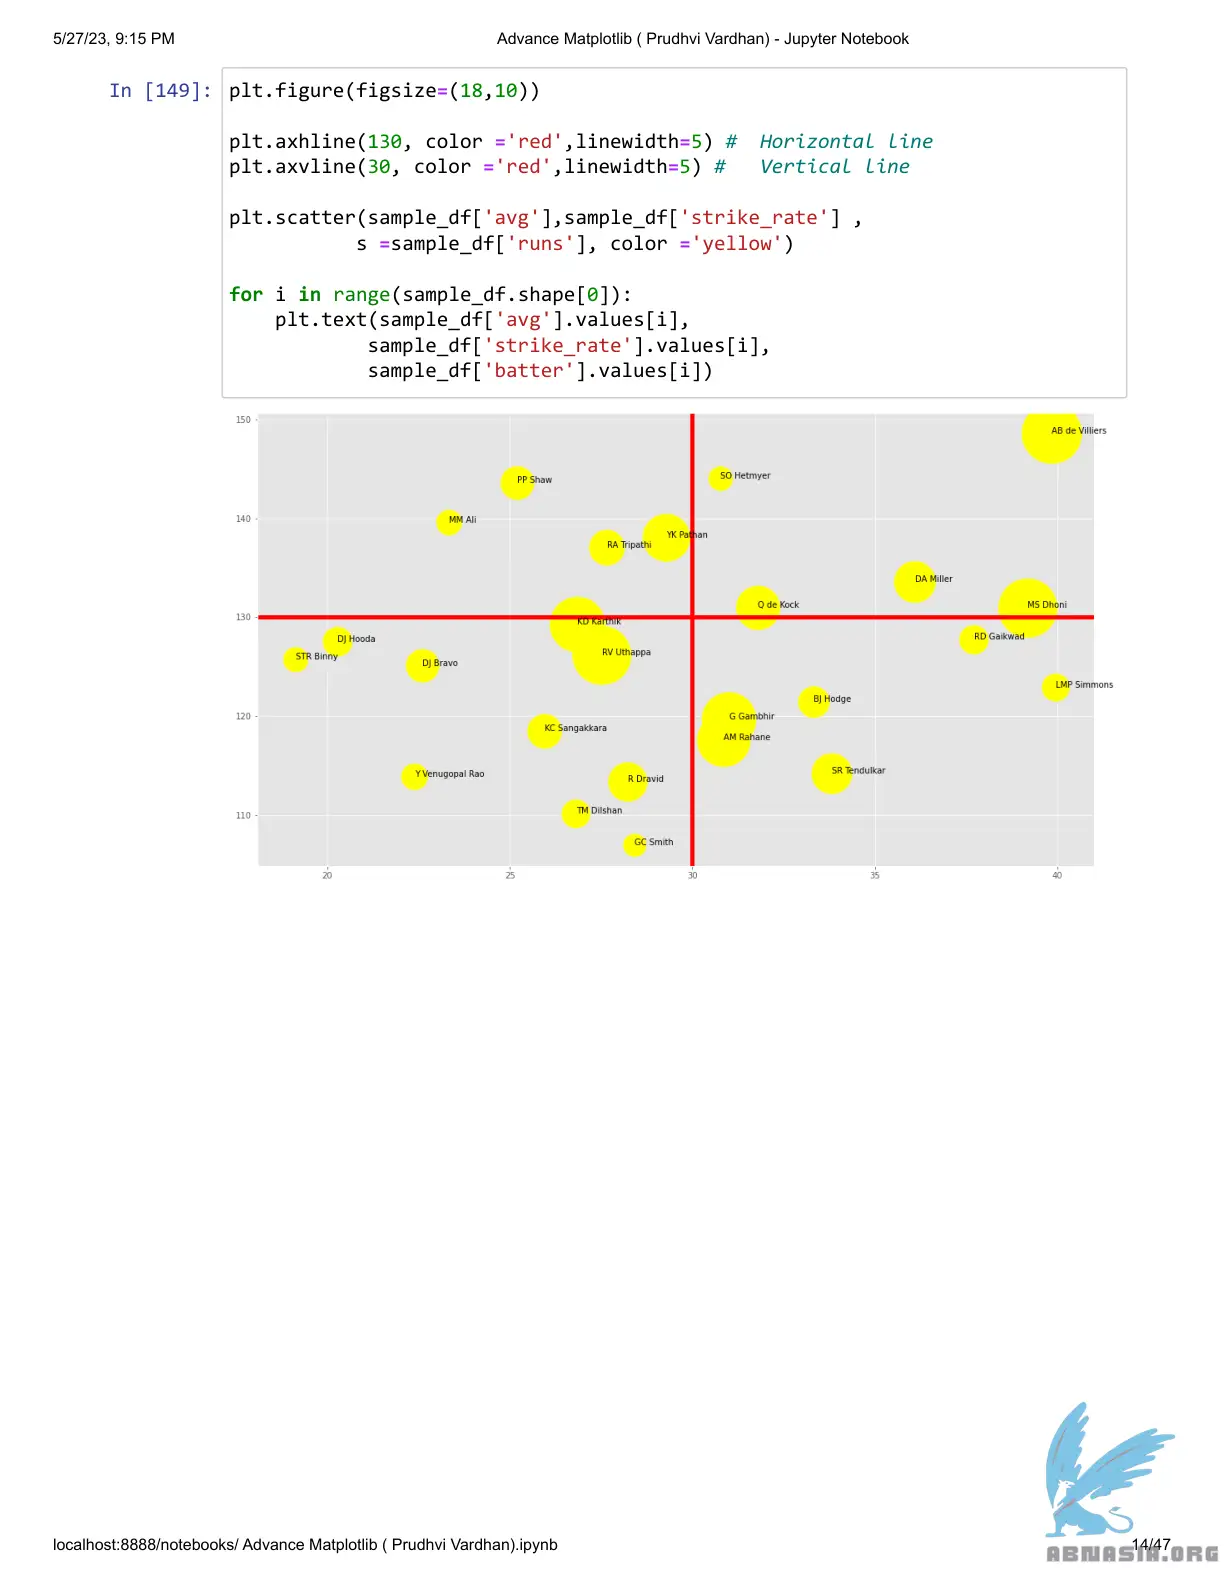 5/27/23, 9:15 PM
Advance Matplotlib ( Prudhvi Vardhan) - Jupyter Notebook
In [149]:
plt.figure(figsize=(18,10))
plt.axhline(130, color ='red',linewidth=5) #  Horizontal line
plt.axvline(30, color ='red',linewidth=5) #   Vertical line
plt.scatter(sample_df['avg'],sample_df['strike_rate'] ,
           s =sample_df['runs'], color ='yellow')
for i in range(sample_df.shape[0]):
    plt.text(sample_df['avg'].values[i],
            sample_df['strike_rate'].values[i],
            sample_df['batter'].values[i])
150
AB de Villiers
PP Shaw
SO Hetmyer
140
MM Ali
RA Tripathi
YK Pathan
DA Miller
Q de Kock
MS Dhoni
130
KD Karthik
DJ Hooda
RD Gaikwad
STR Binny
RV Uthappa
DJ Bravo
LMP Simmons
BJ Hodge
120
G Gambhir
KC Sangakkara
AM Rahane
Y Venugopal Rao
R Dravid
SR Tendulkar
110
TM Dilshan
GC Smith
20
25
30
35
40
localhost:8888/notebooks/ Advance Matplotlib ( Prudhvi Vardhan).ipynb
14/47
ABNASIA.ORG